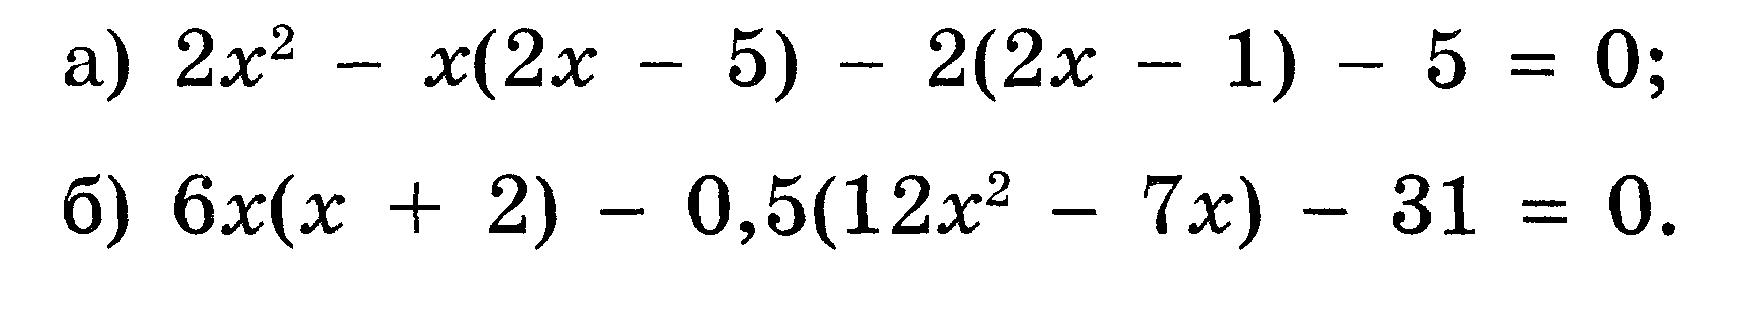 а) 2x² − x(2x − 5) − 2(2x − 1) − 5 = 0;
б) 6x(x + 2) − 0,5(12x² − 7x) − 31 = 0.